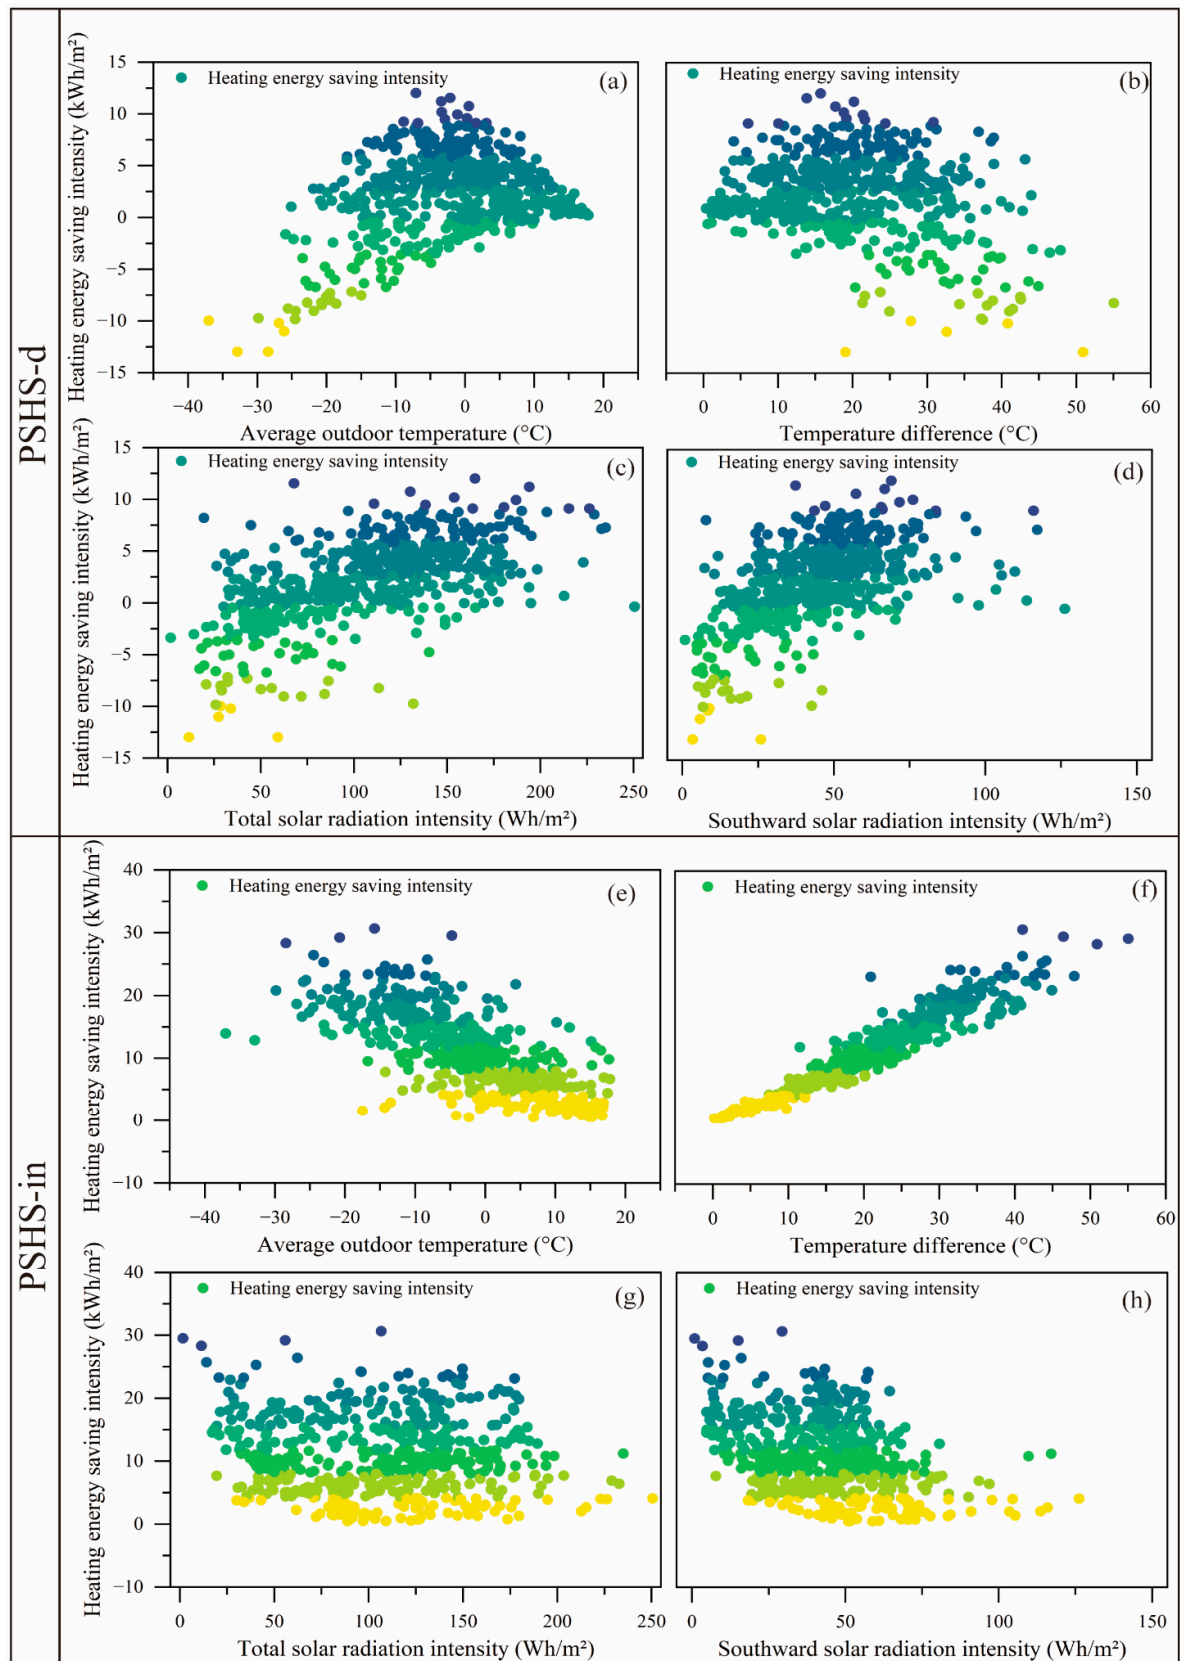 PSHS-d
Heating energy saving intensity (kWh/m²)
15
10
5
0
−5
−10
−15
Heating energy saving intensity
(a)
−40
−30
−20
−10
0
10
20
Average outdoor temperature (°C)
Heating energy saving intensity
(b)
0
10
20
30
40
50
60
Temperature difference (°C)
Heating energy saving intensity (kWh/m²)
15
10
5
0
−5
−10
−15
Heating energy saving intensity
(c)
0
50
100
150
200
250
Total solar radiation intensity (Wh/m²)
Heating energy saving intensity
(d)
0
50
100
150
Southward solar radiation intensity (Wh/m²)
PSHS-in
Heating energy saving intensity (kWh/m²)
40
30
20
10
0
−10
Heating energy saving intensity
(e)
−40
−30
−20
−10
0
10
20
Average outdoor temperature (°C)
Heating energy saving intensity
(f)
0
10
20
30
40
50
60
Temperature difference (°C)
Heating energy saving intensity (kWh/m²)
40
30
20
10
0
−10
Heating energy saving intensity
(g)
0
50
100
150
200
250
Total solar radiation intensity (Wh/m²)
Heating energy saving intensity
(h)
0
50
100
150
Southward solar radiation intensity (Wh/m²)